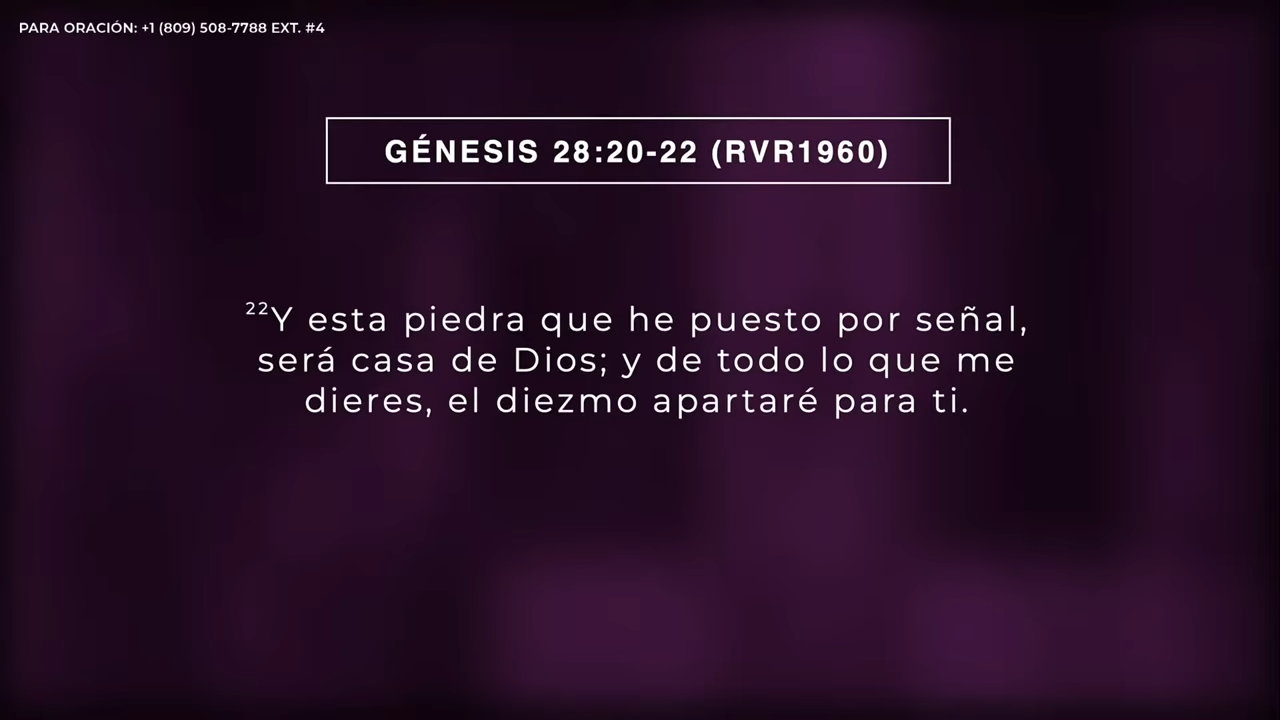 PARA ORACIÓN: +1 (809) 508-7788 EXT. #4
GÉNESIS 28:20-22 (RVR1960)
²²Y esta piedra que he puesto por señal,
será casa de Dios; y de todo lo que me
dieres, el diezmo apartaré para ti.